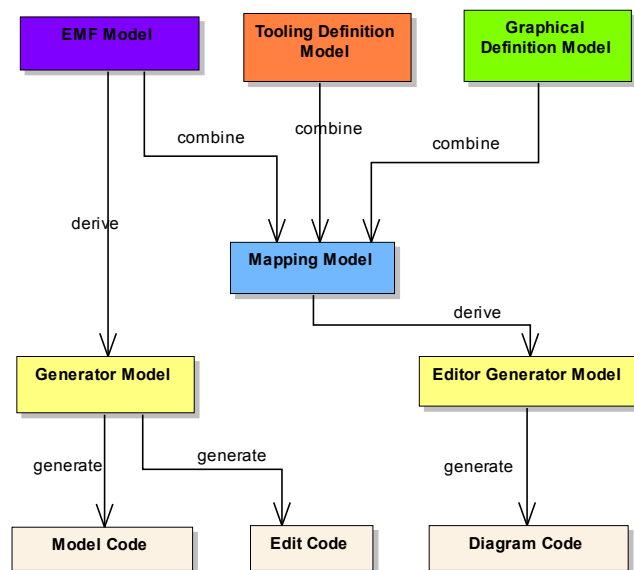 EMF Model
Tooling Definition
Model
Graphical
Definition Model
combine
combine
combine
derive
Mapping Model
derive
Generator Model
Editor Generator Model
generate
generate
generate
Model Code
Edit Code
Diagram Code